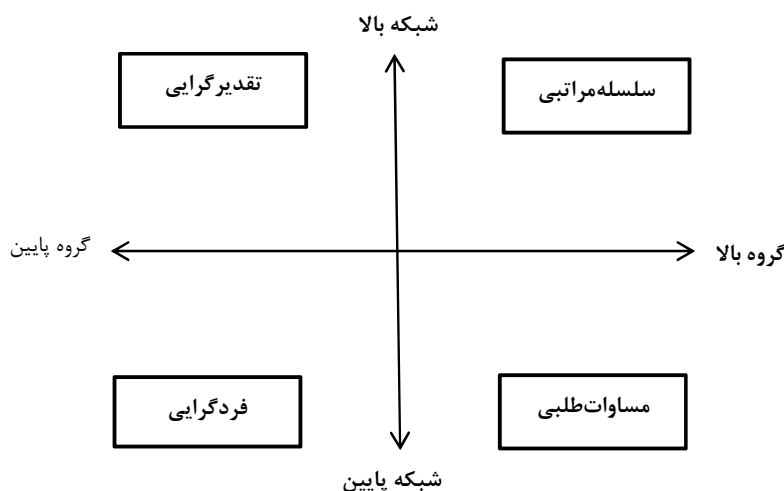 شبکه بالا
سلسله‌مراتبی
تقدیرگرایی
گروه بالا
گروه پایین
مساوات‌طلبی
فردگرایی
شبکه پایین